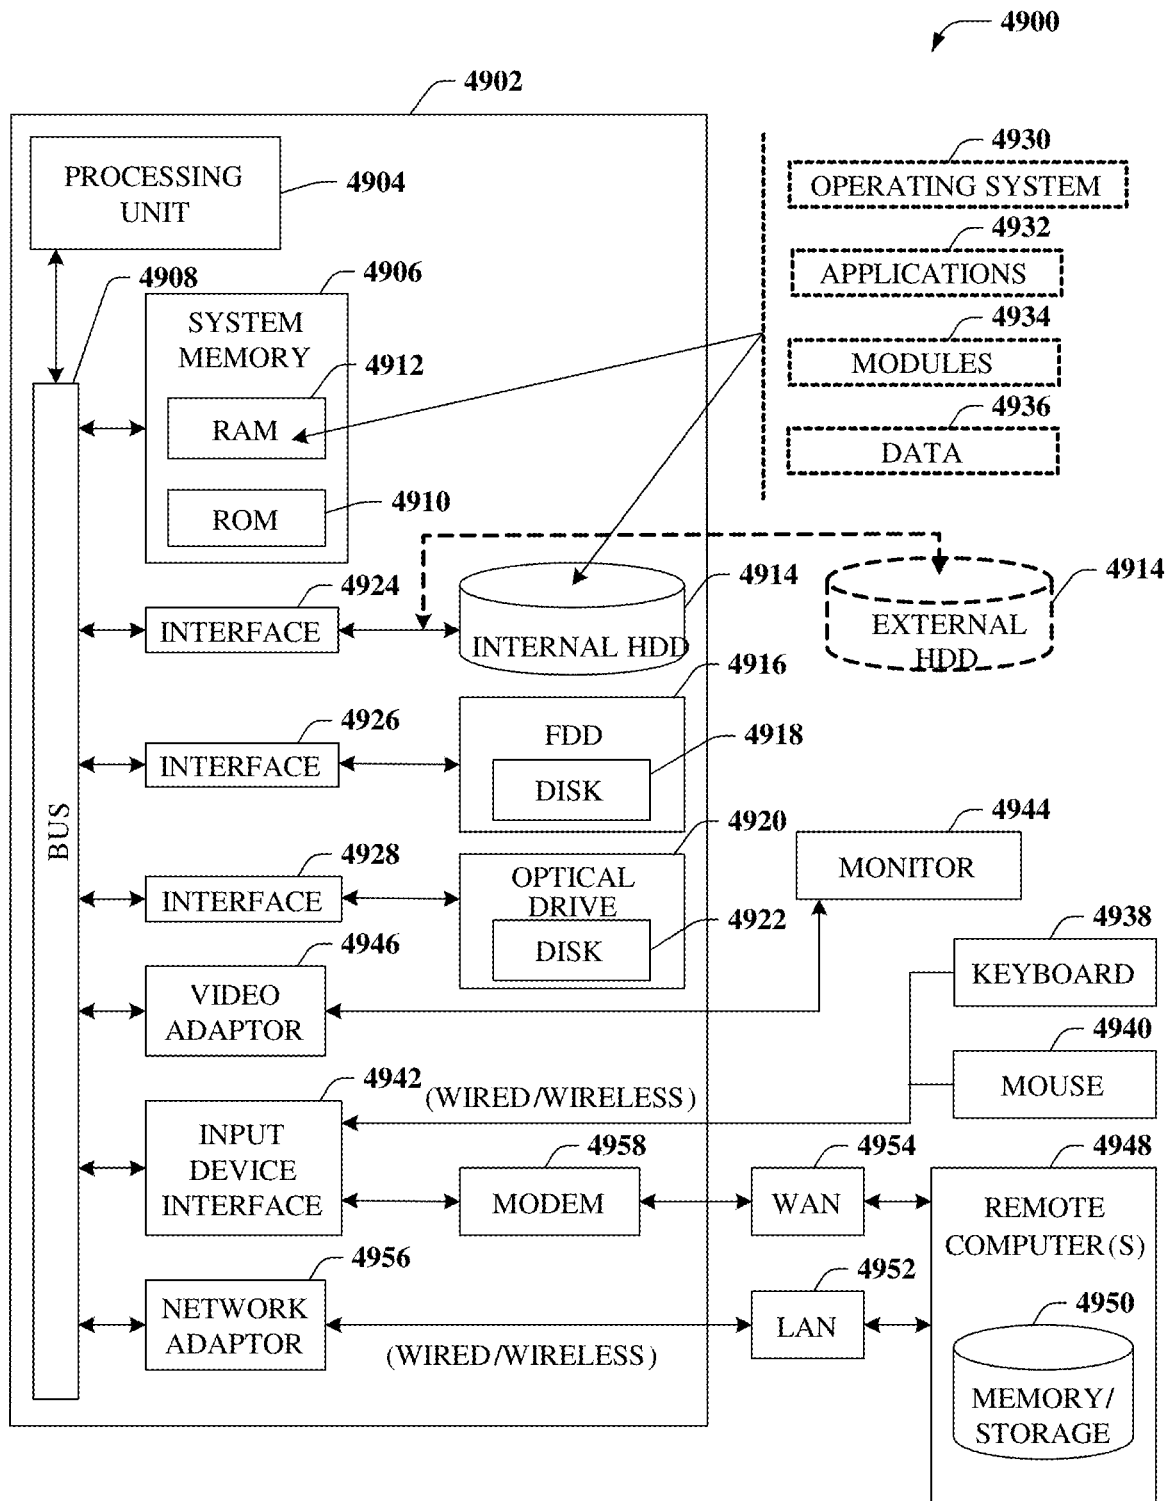 4900
4902
PROCESSING
UNIT
4904
4930
OPERATING SYSTEM
4932
APPLICATIONS
4934
MODULES
4936
DATA
4908
4906
SYSTEM
MEMORY
4912
RAM
4910
ROM
4924
INTERFACE
4914
INTERNAL HDD
4914
EXTERNAL
HDD
4916
FDD
4926
INTERFACE
4918
DISK
BUS
4920
OPTICAL
DRIVE
4928
INTERFACE
4922
DISK
4944
MONITOR
4946
VIDEO
ADAPTOR
4938
KEYBOARD
4940
MOUSE
4942
(WIRED/WIRELESS)
INPUT
DEVICE
INTERFACE
4958
MODEM
4954
WAN
4948
REMOTE
COMPUTER(S)
4956
NETWORK
ADAPTOR
(WIRED/WIRELESS)
4952
LAN
4950
MEMORY/
STORAGE